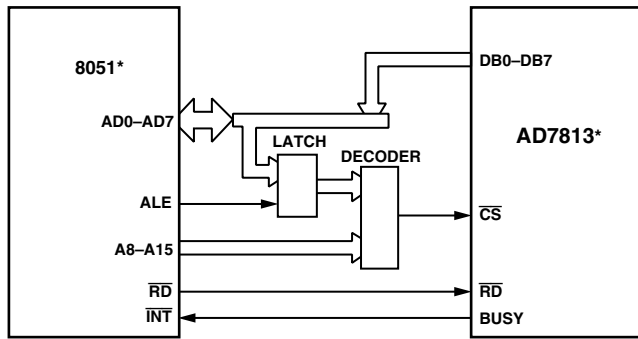 8051*
DB0–DB7
AD0–AD7
AD7813*
LATCH
DECODER
ALE
CS
A8–A15
RD
RD
INT
BUSY